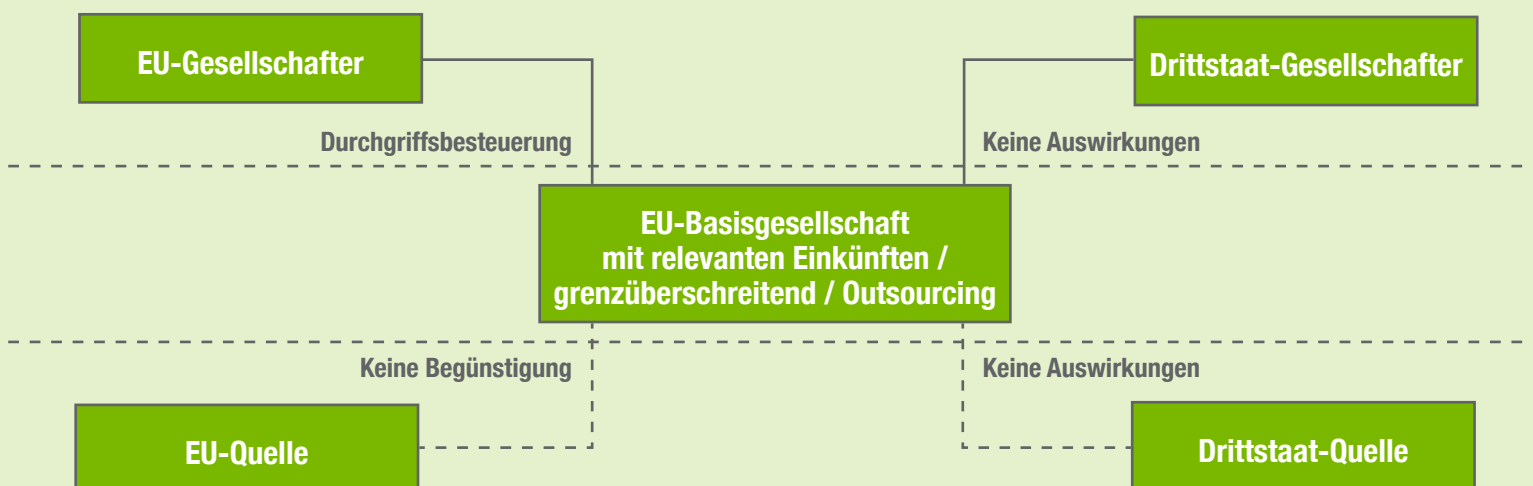 EU-Gesellschafter
Drittstaat-Gesellschafter
Durchgriffsbesteuerung
Keine Auswirkungen
EU-Basisgesellschaft
mit relevanten Einkünften /
grenzüberschreitend / Outsourcing
Keine Begünstigung
Keine Auswirkungen
EU-Quelle
Drittstaat-Quelle